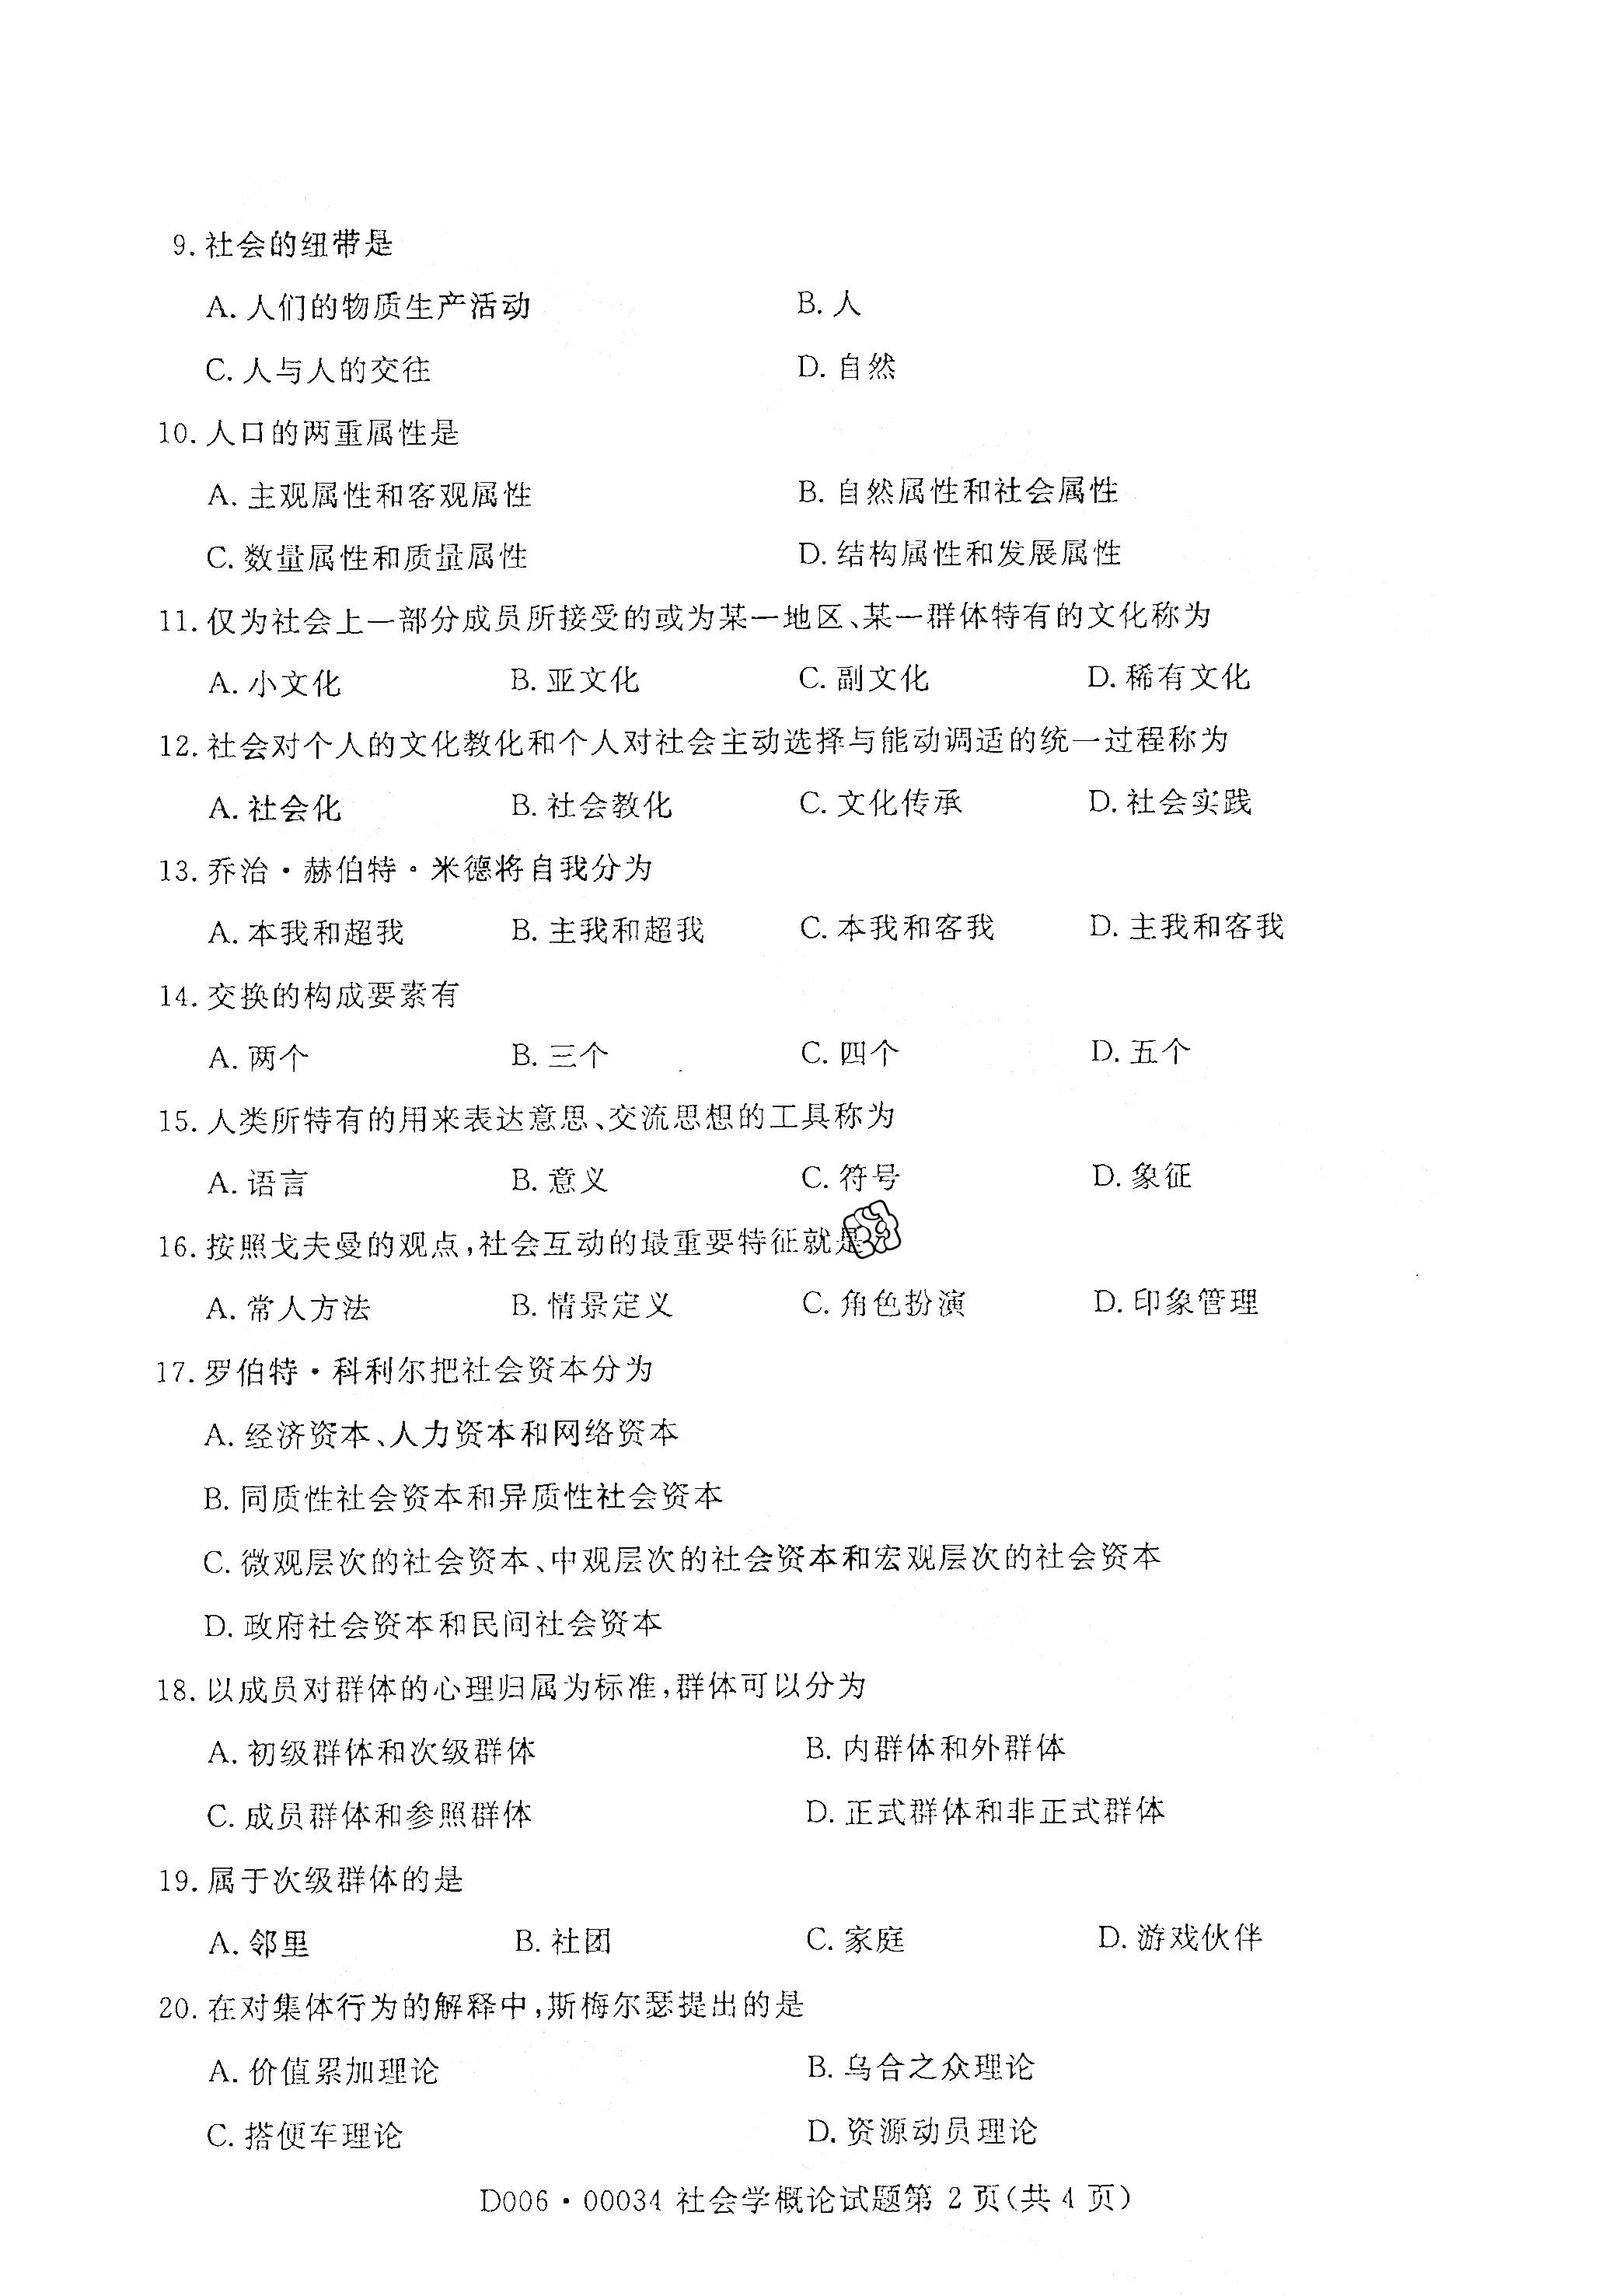 9. 社会的纽带是
A. 人们的物质生产活动 B. 人
C. 人与人的交往 D. 自然
10. 人口的两重属性是
A. 主观属性和客观属性 B. 自然属性和社会属性
C. 数量属性和质量属性 D. 结构属性和发展属性
11. 仅为社会上一部分成员所接受的或为某一地区、某一群体特有的文化称为
A. 小文化 B. 亚文化 C. 副文化 D. 稀有文化
12. 社会对个人的文化教化和个人对社会主动选择与能动调适的统一过程称为
A. 社会化 B. 社会教化 C. 文化传承 D. 社会实践
13. 乔治·赫伯特·米德将自我分为
A. 本我和超我 B. 主我和超我 C. 本我和客我 D. 主我和客我
14. 交换的构成要素有
A. 两个 B. 三个 C. 四个 D. 五个
15. 人类所特有的用来表达意思、交流思想的工具称为
A. 语言 B. 意义 C. 符号 D. 象征
16. 按照戈夫曼的观点,社会互动的最重要特征就是
A. 常人方法 B. 情景定义 C. 角色扮演 D. 印象管理
17. 罗伯特·科利尔把社会资本分为
A. 经济资本、人力资本和网络资本
B. 同质性社会资本和异质性社会资本
C. 微观层次的社会资本、中观层次的社会资本和宏观层次的社会资本
D. 政府社会资本和民间社会资本
18. 以成员对群体的心理归属为标准,群体可以分为
A. 初级群体和次级群体 B. 内群体和外群体
C. 成员群体和参照群体 D. 正式群体和非正式群体
19. 属于次级群体的是
A. 邻里 B. 社团 C. 家庭 D. 游戏伙伴
20. 在对集体行为的解释中,斯梅尔瑟提出的是
A. 价值累加理论 B. 乌合之众理论
C. 搭便车理论 D. 资源动员理论
D006·00034 社会学概论试题第 2 页(共 4 页)